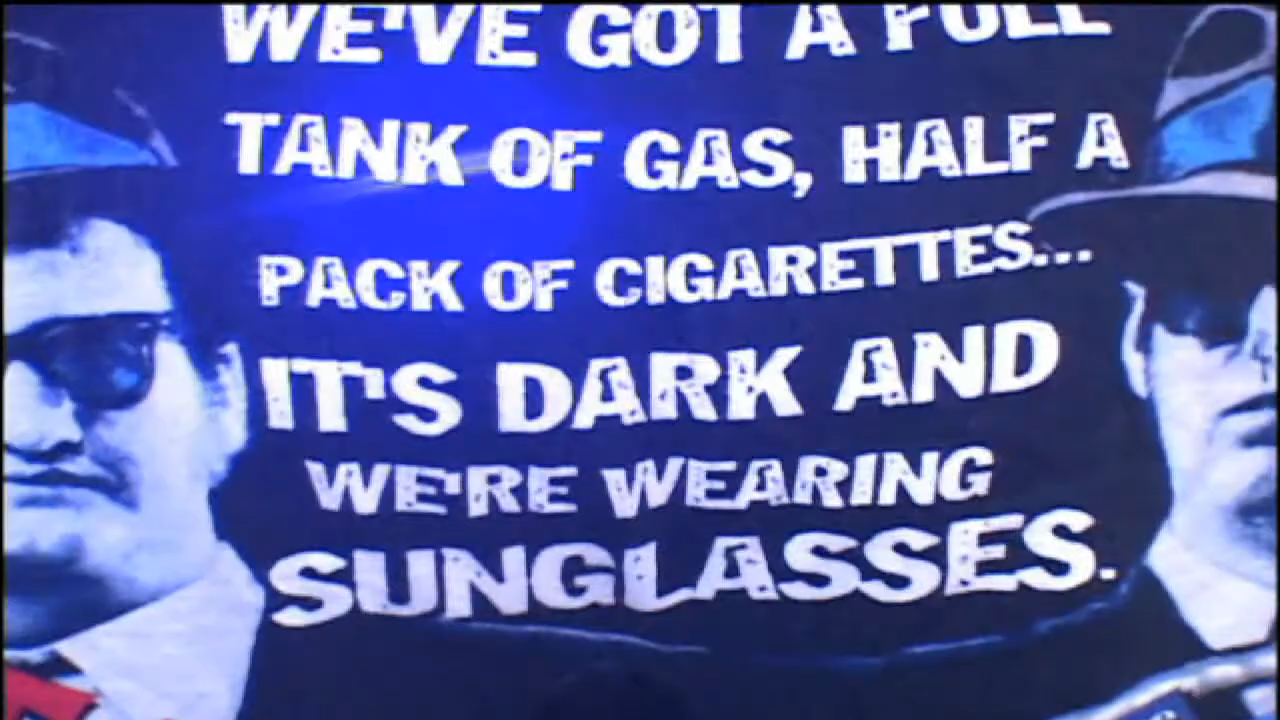 WE'VE GOT A FULL
TANK OF GAS, HALF A
PACK OF CIGARETTES...
IT'S DARK AND
WE'RE WEARING
SUNGLASSES.